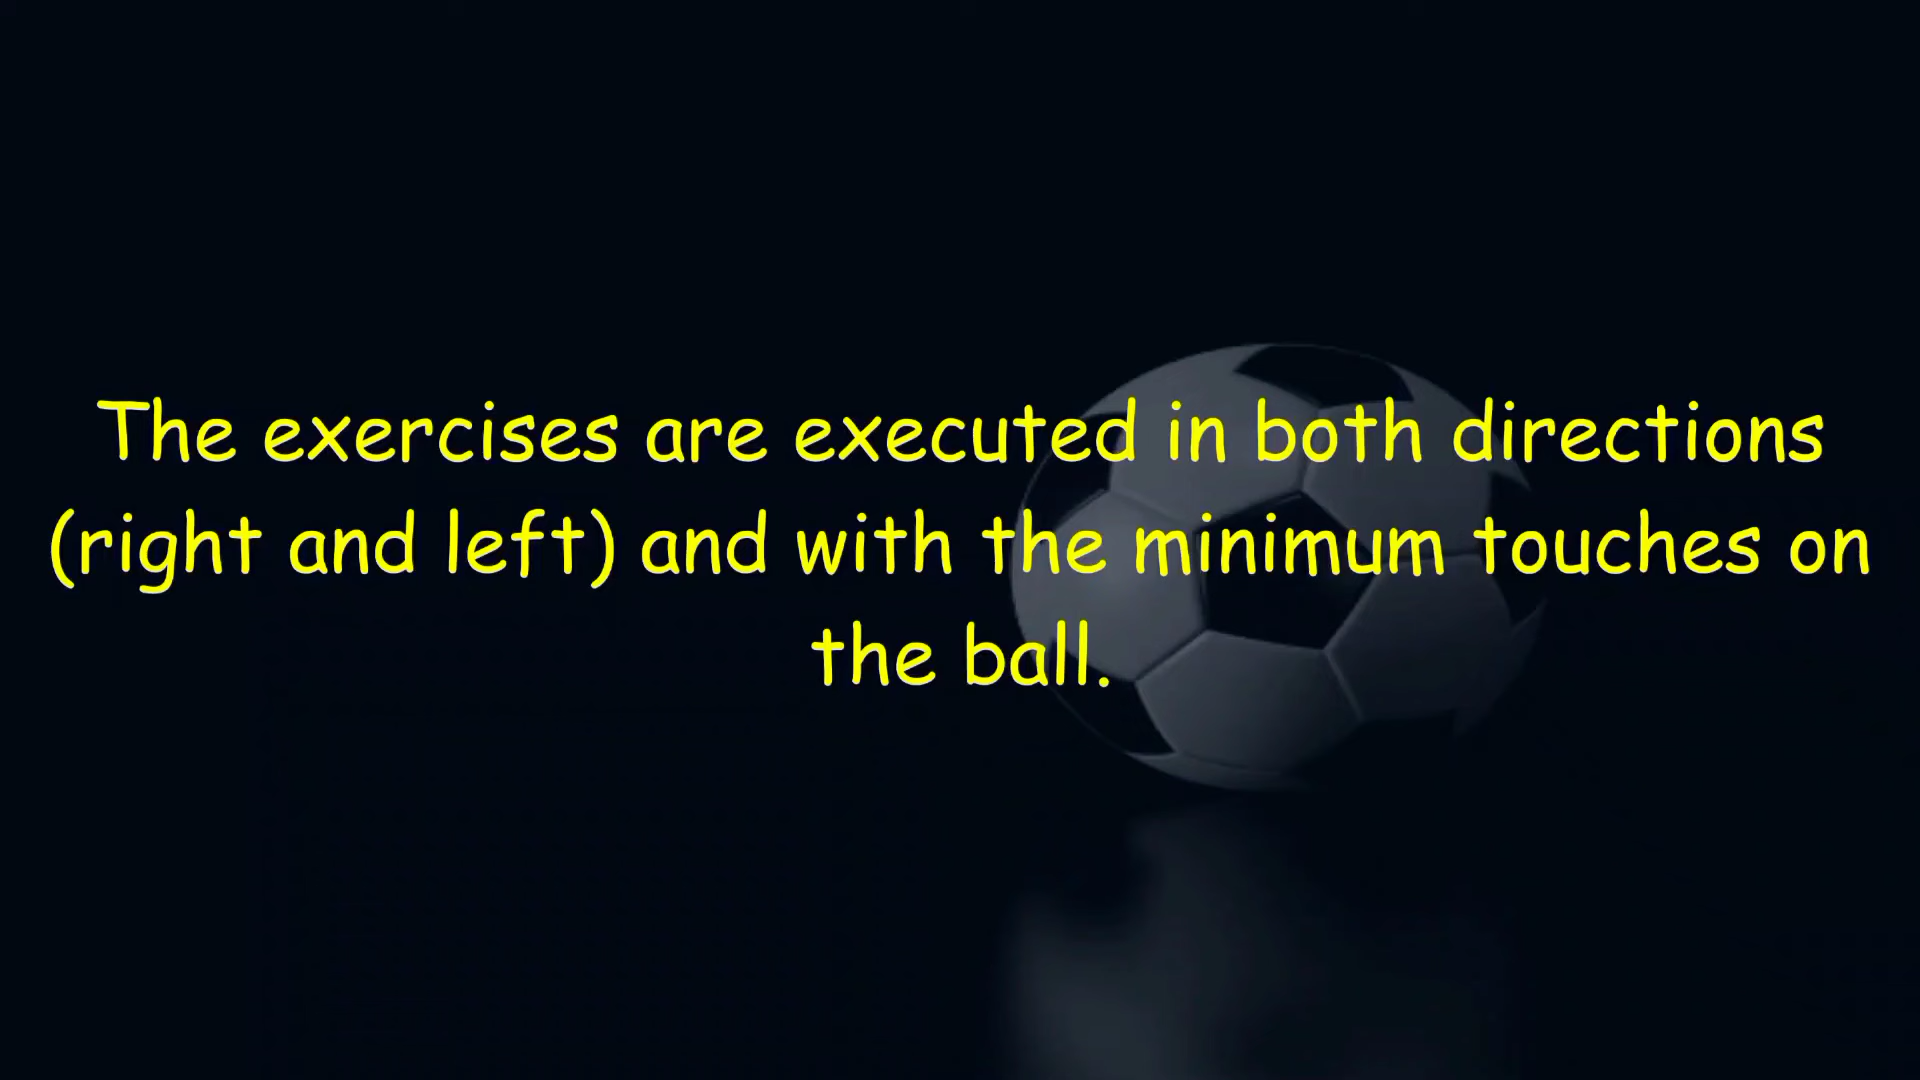 The exercises are executed in both directions
(right and left) and with the minimum touches on
the ball.